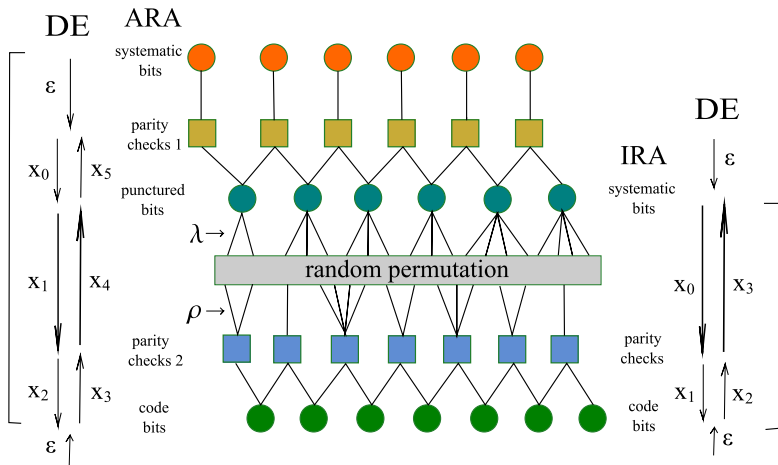 DE
ARA
systematic
bits
ε
parity
checks 1
x0
x5
punctured
bits
λ→
random permutation
x1
x4
ρ→
parity
checks 2
x2
x3
code
bits
ε
DE
IRA
ε
systematic
bits
x0
x3
parity
checks
x1
x2
code
bits
ε